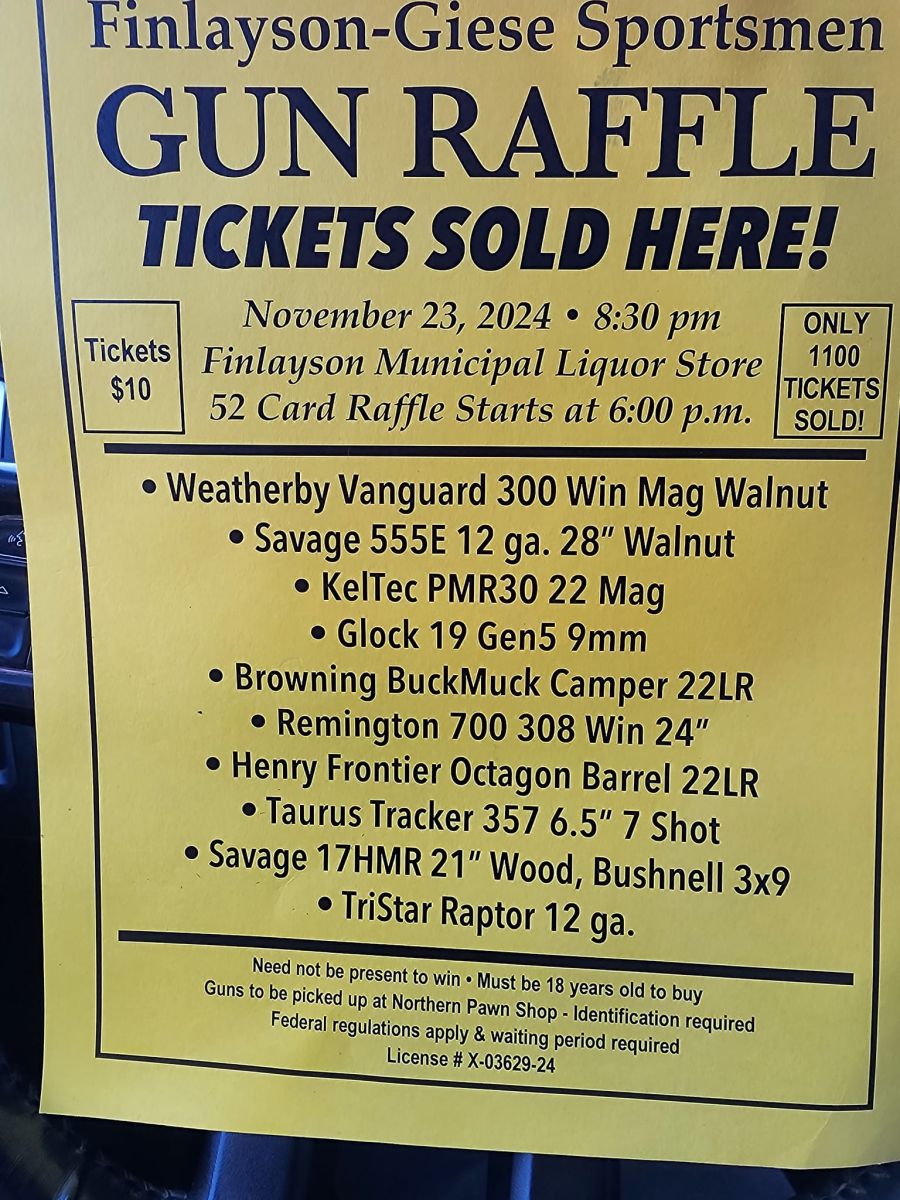 Finlayson-Giese Sportsmen
GUN RAFFLE
TICKETS SOLD HERE!
Tickets
$10
November 23, 2024 • 8:30 pm
Finlayson Municipal Liquor Store
52 Card Raffle Starts at 6:00 p.m.
ONLY
1100
TICKETS
SOLD!
• Weatherby Vanguard 300 Win Mag Walnut
• Savage 555E 12 ga. 28" Walnut
• KelTec PMR30 22 Mag
• Glock 19 Gen5 9mm
• Browning BuckMuck Camper 22LR
• Remington 700 308 Win 24"
• Henry Frontier Octagon Barrel 22LR
• Taurus Tracker 357 6.5" 7 Shot
• Savage 17HMR 21" Wood, Bushnell 3x9
• TriStar Raptor 12 ga.
Need not be present to win • Must be 18 years old to buy
Guns to be picked up at Northern Pawn Shop - Identification required
Federal regulations apply & waiting period required
License # X-03629-24